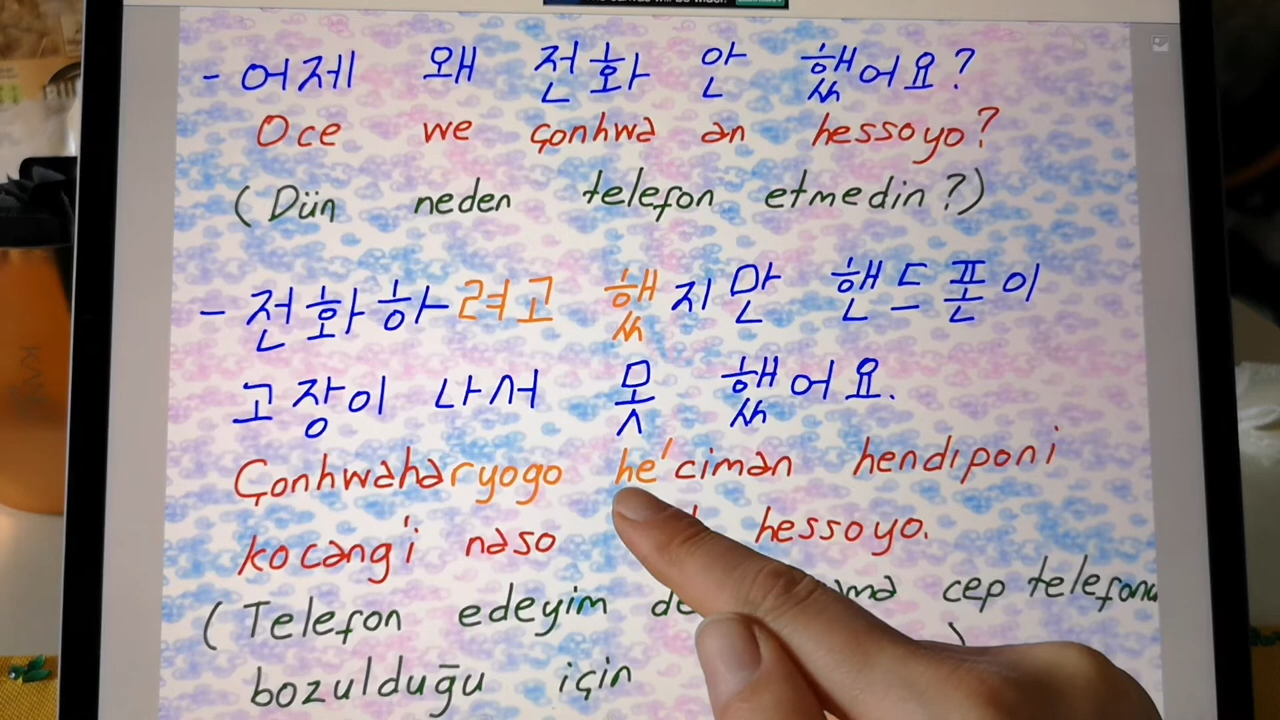 - 어제 왜 전화 안 했어요?
Oce we çonhwa an hessoyo?
(Dün neden telefon etmedin?)
- 전화하려고 했지만 핸드폰이
고장이 나서 못 했어요.
Çonhwaharyogo he'ciman hendıponi
kocang'i naso hessoyo.
(Telefon edeyim cep telefonu
bozulduğu için )